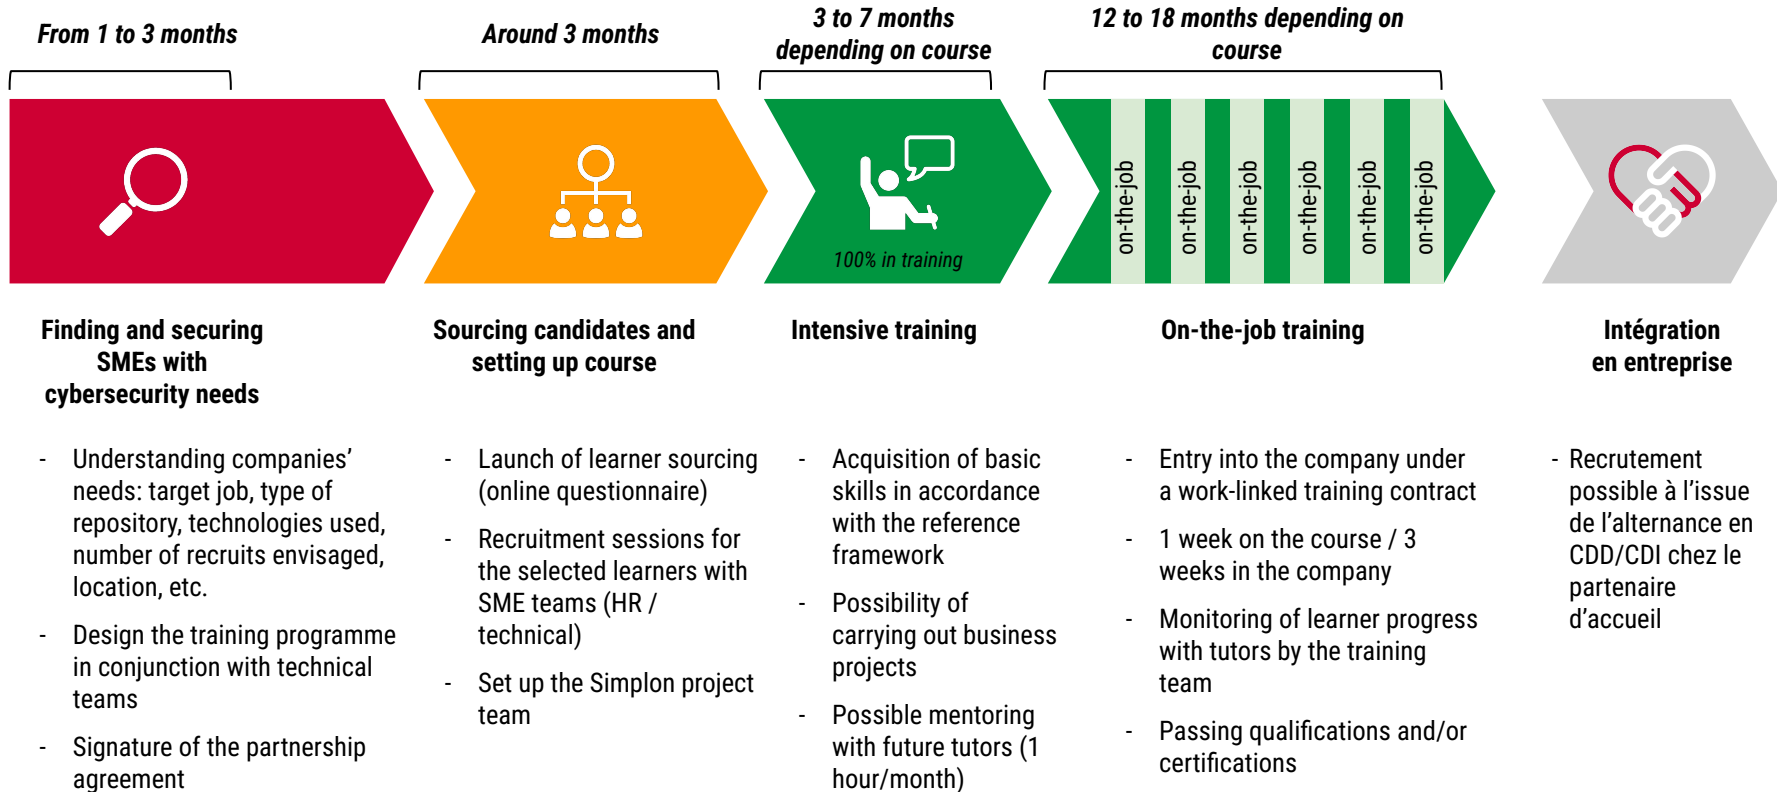 From 1 to 3 months
Around 3 months
3 to 7 months
depending on course
12 to 18 months depending on
course
100% in training
on-the-job
on-the-job
on-the-job
on-the-job
on-the-job
on-the-job
Finding and securing
SMEs with
cybersecurity needs
- Understanding companies’
needs: target job, type of
repository, technologies used,
number of recruits envisaged,
location, etc.
- Design the training programme
in conjunction with technical
teams
- Signature of the partnership
agreement
Sourcing candidates and
setting up course
- Launch of learner sourcing
(online questionnaire)
- Recruitment sessions for
the selected learners with
SME teams (HR /
technical)
- Set up the Simplon project
team
Intensive training
- Acquisition of basic
skills in accordance
with the reference
framework
- Possibility of
carrying out business
projects
- Possible mentoring
with future tutors (1
hour/month)
On-the-job training
- Entry into the company under
a work-linked training contract
- 1 week on the course / 3
weeks in the company
- Monitoring of learner progress
with tutors by the training
team
- Passing qualifications and/or
certifications
Intégration
en entreprise
- Recrutement
possible à l’issue
de l’alternance en
CDD/CDI chez le
partenaire
d’accueil